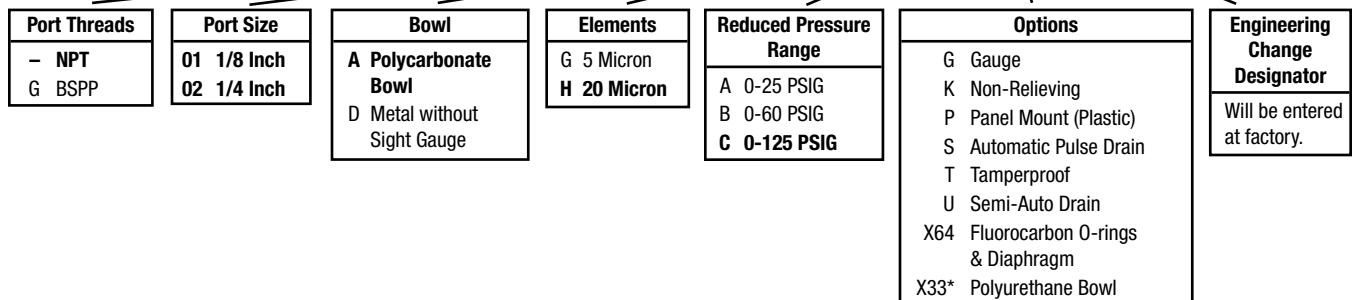 Port Threads
– NPT
G BSPP
Port Size
01 1/8 Inch
02 1/4 Inch
Bowl
A Polycarbonate
Bowl
D Metal without
Sight Gauge
Elements
G 5 Micron
H 20 Micron
Reduced Pressure
Range
A 0-25 PSIG
B 0-60 PSIG
C 0-125 PSIG
Options
G Gauge
K Non-Relieving
P Panel Mount (Plastic)
S Automatic Pulse Drain
T Tamperproof
U Semi-Auto Drain
X64 Fluorocarbon O-rings
& Diaphragm
X33* Polyurethane Bowl
Engineering
Change
Designator
Will be entered
at factory.